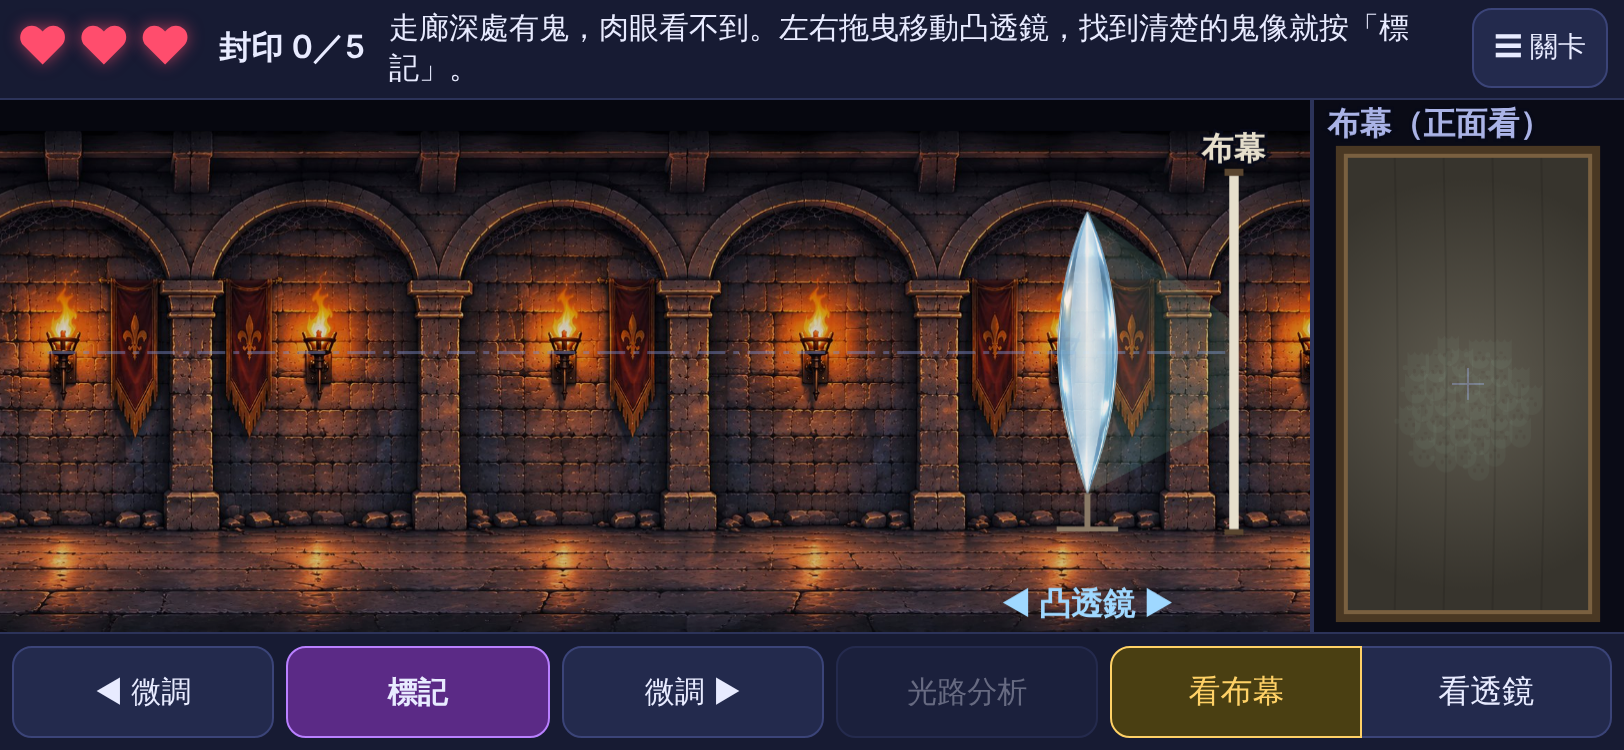 封印 0／5
走廊深處有鬼，肉眼看不到。左右拖曳移動凸透鏡，找到清楚的鬼像就按「標
記」。
☰ 關卡
布幕
布幕（正面看）
◀ 凸透鏡 ▶
◀ 微調
標記
微調 ▶
光路分析
看布幕
看透鏡